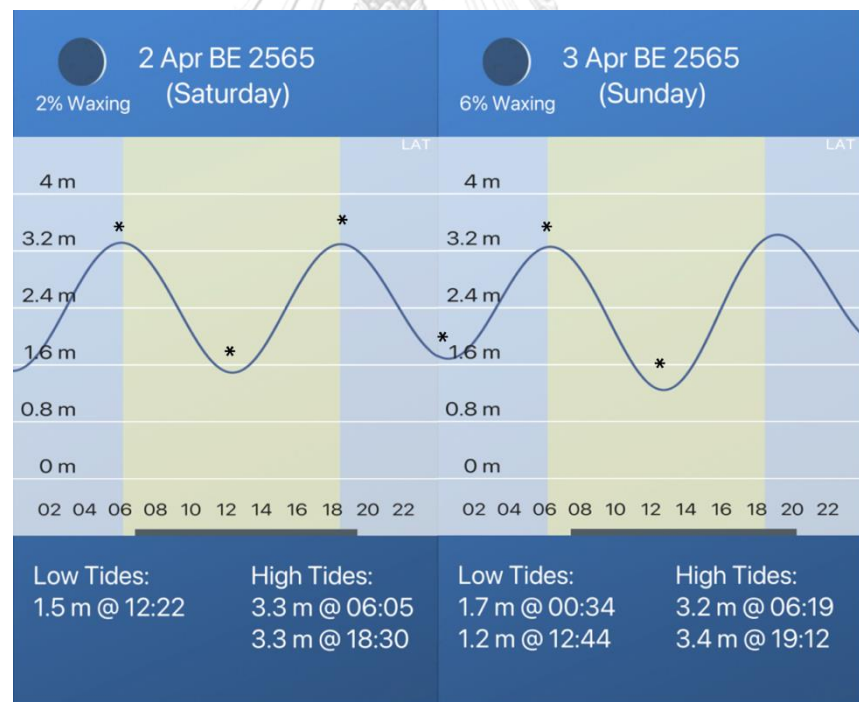 2 Apr BE 2565
(Saturday)
2% Waxing
LAT
4 m
3.2 m
2.4 m
1.6 m
0.8 m
0 m
02 04 06 08 10 12 14 16 18 20 22
Low Tides:
1.5 m @ 12:22
High Tides:
3.3 m @ 06:05
3.3 m @ 18:30
3 Apr BE 2565
(Sunday)
6% Waxing
LAT
4 m
3.2 m
2.4 m
1.6 m
0.8 m
0 m
02 04 06 08 10 12 14 16 18 20 22
Low Tides:
1.7 m @ 00:34
1.2 m @ 12:44
High Tides:
3.2 m @ 06:19
3.4 m @ 19:12